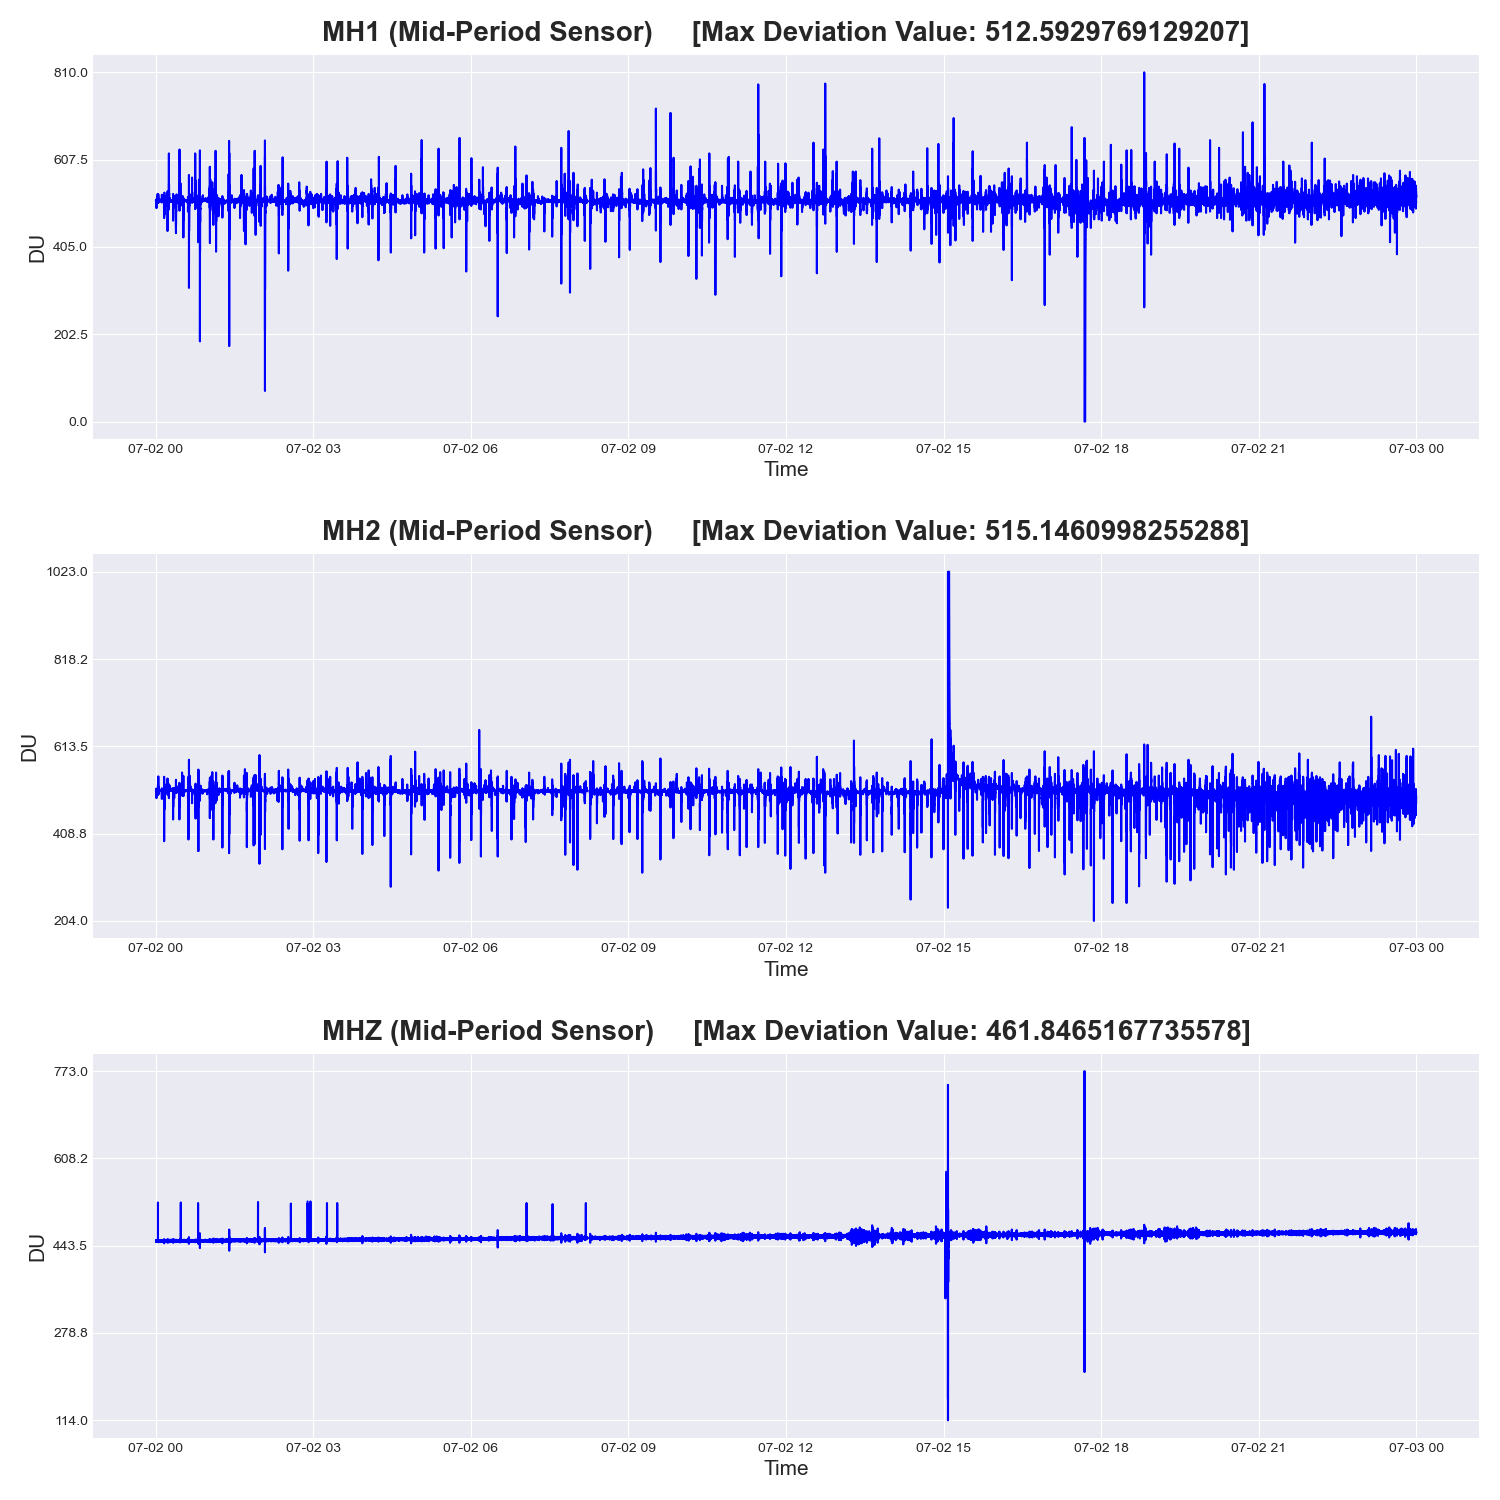 MH1 (Mid-Period Sensor) [Max Deviation Value: 512.5929769129207]
810.0
607.5
405.0
202.5
0.0
DU
07-02 00 07-02 03 07-02 06 07-02 09 07-02 12 07-02 15 07-02 18 07-02 21 07-03 00
Time
MH2 (Mid-Period Sensor) [Max Deviation Value: 515.1460998255288]
1023.0
818.2
613.5
408.8
204.0
DU
07-02 00 07-02 03 07-02 06 07-02 09 07-02 12 07-02 15 07-02 18 07-02 21 07-03 00
Time
MHZ (Mid-Period Sensor) [Max Deviation Value: 461.8465167735578]
773.0
608.2
443.5
278.8
114.0
DU
07-02 00 07-02 03 07-02 06 07-02 09 07-02 12 07-02 15 07-02 18 07-02 21 07-03 00
Time